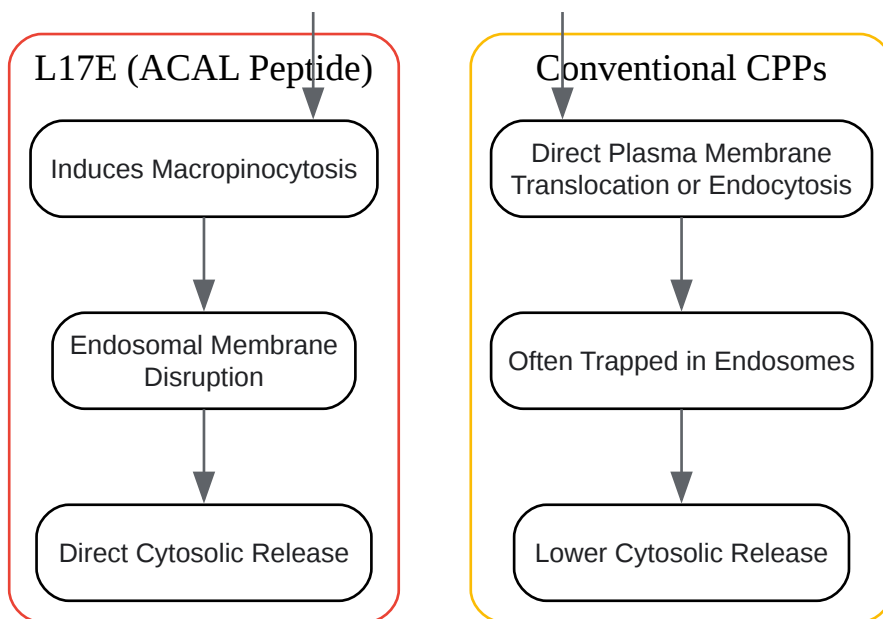 L17E (ACAL Peptide)
Induces Macropinocytosis
Endosomal Membrane
Disruption
Direct Cytosolic Release
Conventional CPPs
Direct Plasma Membrane
Translocation or Endocytosis
Often Trapped in Endosomes
Lower Cytosolic Release